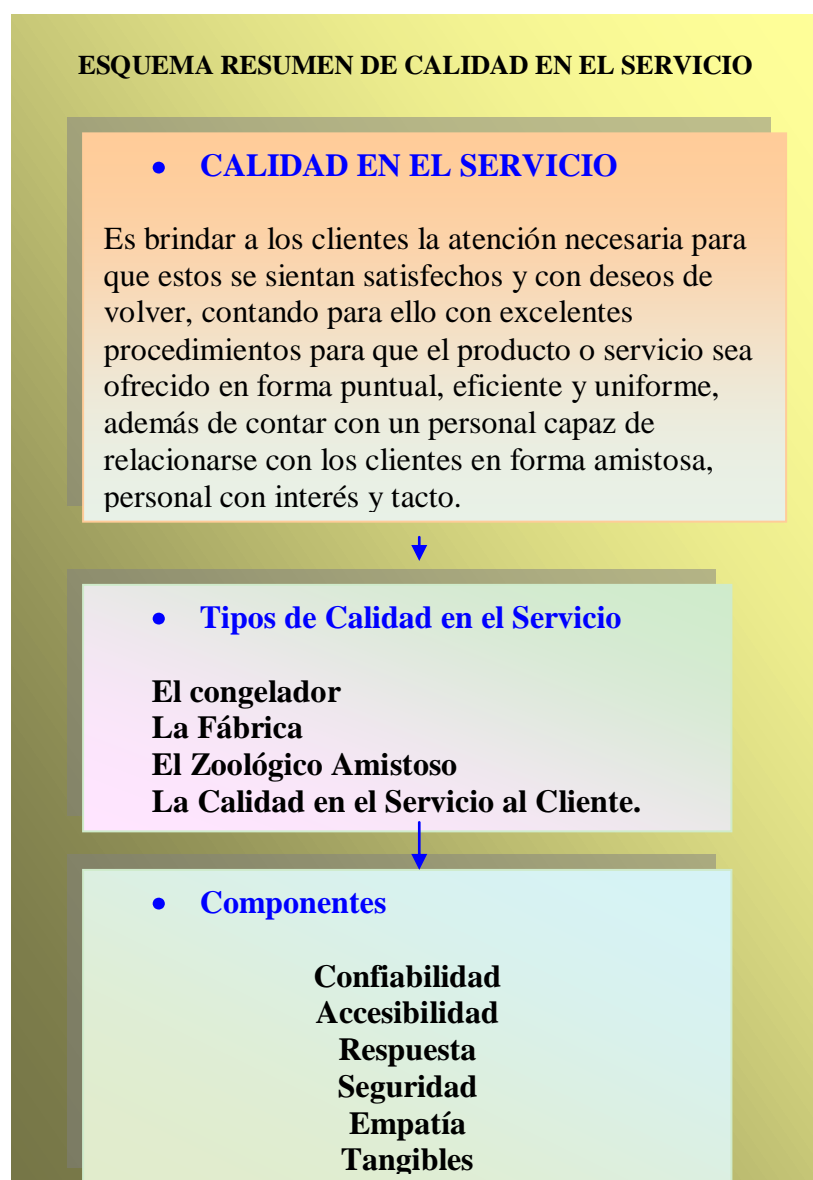 ESQUEMA RESUMEN DE CALIDAD EN EL SERVICIO
• CALIDAD EN EL SERVICIO
Es brindar a los clientes la atención necesaria para
que estos se sientan satisfechos y con deseos de
volver, contando para ello con excelentes
procedimientos para que el producto o servicio sea
ofrecido en forma puntual, eficiente y uniforme,
además de contar con un personal capaz de
relacionarse con los clientes en forma amistosa,
personal con interés y tacto.
• Tipos de Calidad en el Servicio
El congelador
La Fábrica
El Zoológico Amistoso
La Calidad en el Servicio al Cliente.
• Componentes
Confiabilidad
Accesibilidad
Respuesta
Seguridad
Empatía
Tangibles